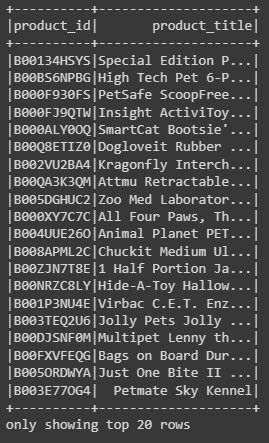 +----------+--------------------+
|product_id|       product_title|
+----------+--------------------+
|B00134HSYS|Special Edition P...|
|B00BS6NPBG|High Tech Pet 6-P...|
|B000F930FS|PetSafe ScoopFree...|
|B000FJ9QTW|Insight ActiviToy...|
|B000ALY0OQ|SmartCat Bootsie'...|
|B00Q8ETIZ0|Dogloveit Rubber ...|
|B002VU2BA4|Kragonfly Interch...|
|B00QA3K3QM|Attmu Retractable...|
|B005DGHUC2|Zoo Med Laborator...|
|B000XY7C7C|All Four Paws, Th...|
|B004UUE26O|Animal Planet PET...|
|B008APML2C|Chuckit Medium Ul...|
|B00ZJN7T8E|1 Half Portion Ja...|
|B00NRZC8LY|Hide-A-Toy Hallow...|
|B001P3NU4E|Virbac C.E.T. Enz...|
|B003TEQ2U6|Jolly Pets Jolly ...|
|B00DJSNF0M|Multipet Lenny th...|
|B00FXVFEQG|Bags on Board Dur...|
|B005ORDWYA|Just One Bite II ...|
|B003E77OG4|  Petmate Sky Kennel|
+----------+--------------------+
only showing top 20 rows